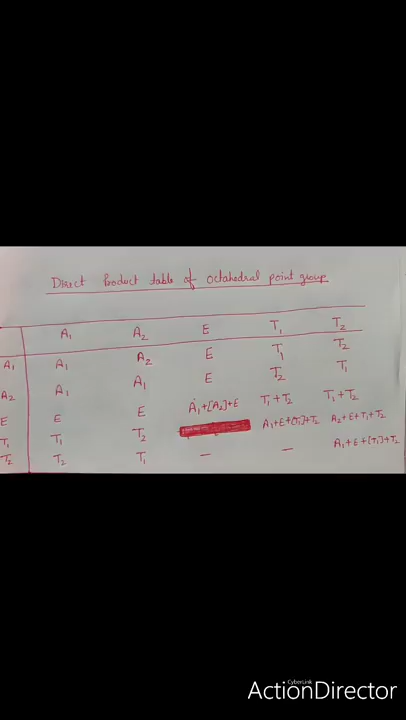 Direct Product table of octahedral point group
A₁ A₂ E T₁ T₂
A₁ A₁ A₂ E T₁ T₂
A₂ A₁ A₁ E T₂ T₁
E E E A₁+[A₂]+E T₁+T₂ T₁+T₂
T₁ T₁ T₂ A₁+E+[T₁]+T₂ A₂+E+T₁+T₂
T₂ T₂ T₁ — — A₁+E+[T₁]+T₂
CyberLink
ActionDirector